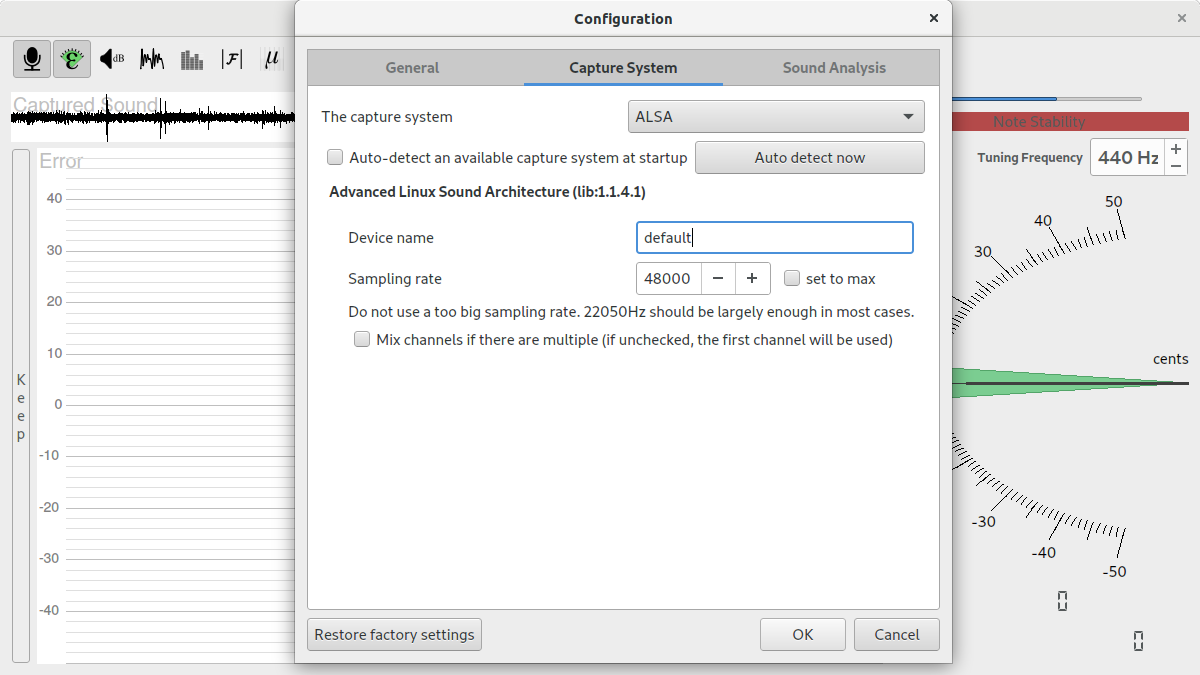 Configuration
dB
F
μ
Captured Sound
Error
40
30
20
10
0
-10
-20
-30
-40
Keep
General
Capture System
Sound Analysis
The capture system
ALSA
Auto-detect an available capture system at startup
Auto detect now
Advanced Linux Sound Architecture (lib:1.1.4.1)
Device name
default
Sampling rate
48000
set to max
Do not use a too big sampling rate. 22050Hz should be largely enough in most cases.
Mix channels if there are multiple (if unchecked, the first channel will be used)
Restore factory settings
OK
Cancel
Note Stability
Tuning Frequency
440 Hz
50
40
30
cents
-30
-40
-50
0
0